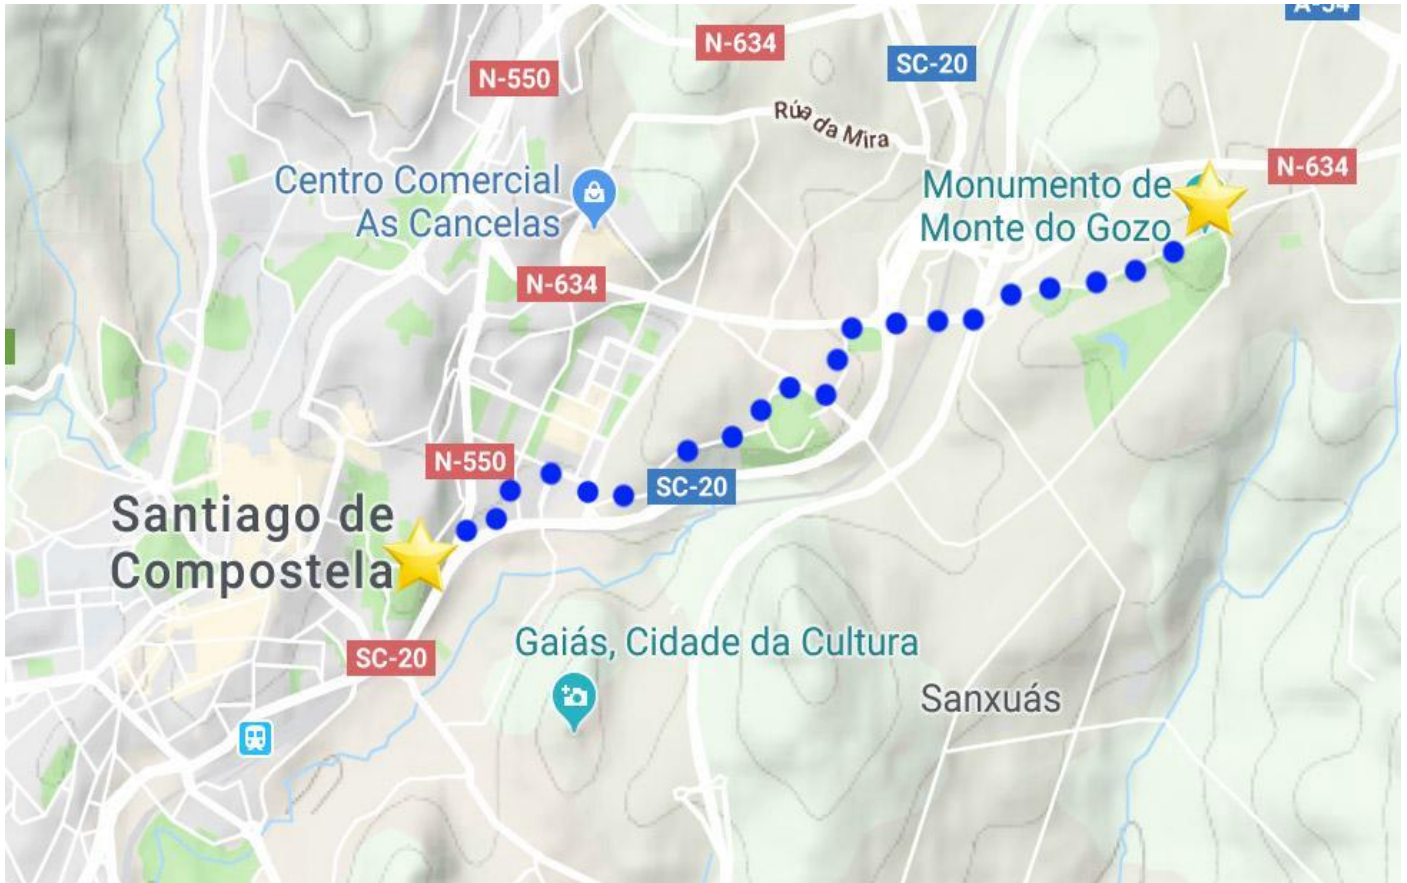 A-54
N-634
SC-20
N-550
Rúa da Mira
N-634
Centro Comercial
As Cancelas
Monumento de
Monte do Gozo
N-634
N-550
SC-20
Santiago de
Compostela
SC-20
Gaiás, Cidade da Cultura
Sanxuás